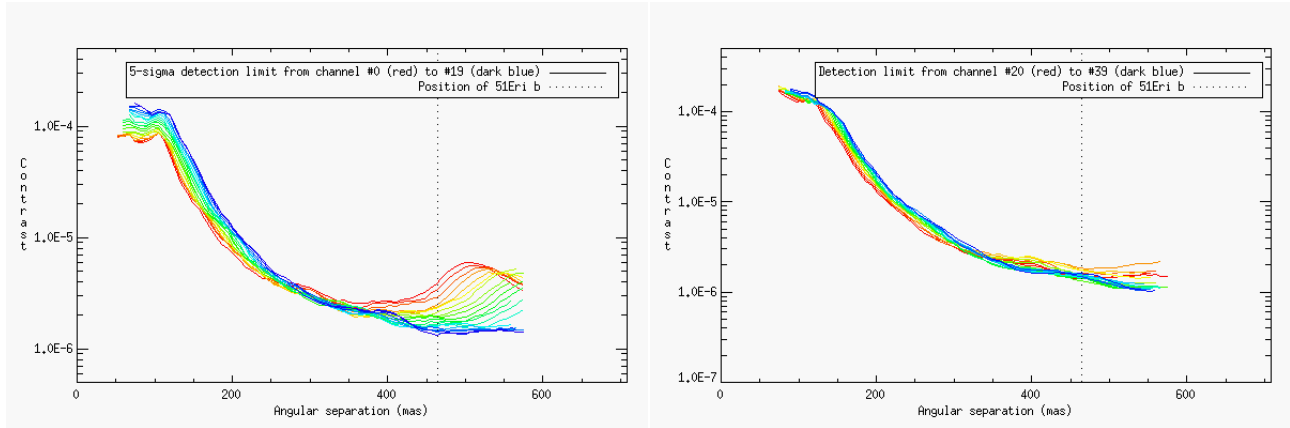 5-sigma detection limit from channel #0 (red) to #19 (dark blue)
Position of 51Eri b
1.0E-4
1.0E-5
1.0E-6
Contrast
0
200
400
600
Angular separation (mas)
Detection limit from channel #20 (red) to #39 (dark blue)
Position of 51Eri b
1.0E-4
1.0E-5
1.0E-6
1.0E-7
Contrast
0
200
400
600
Angular separation (mas)